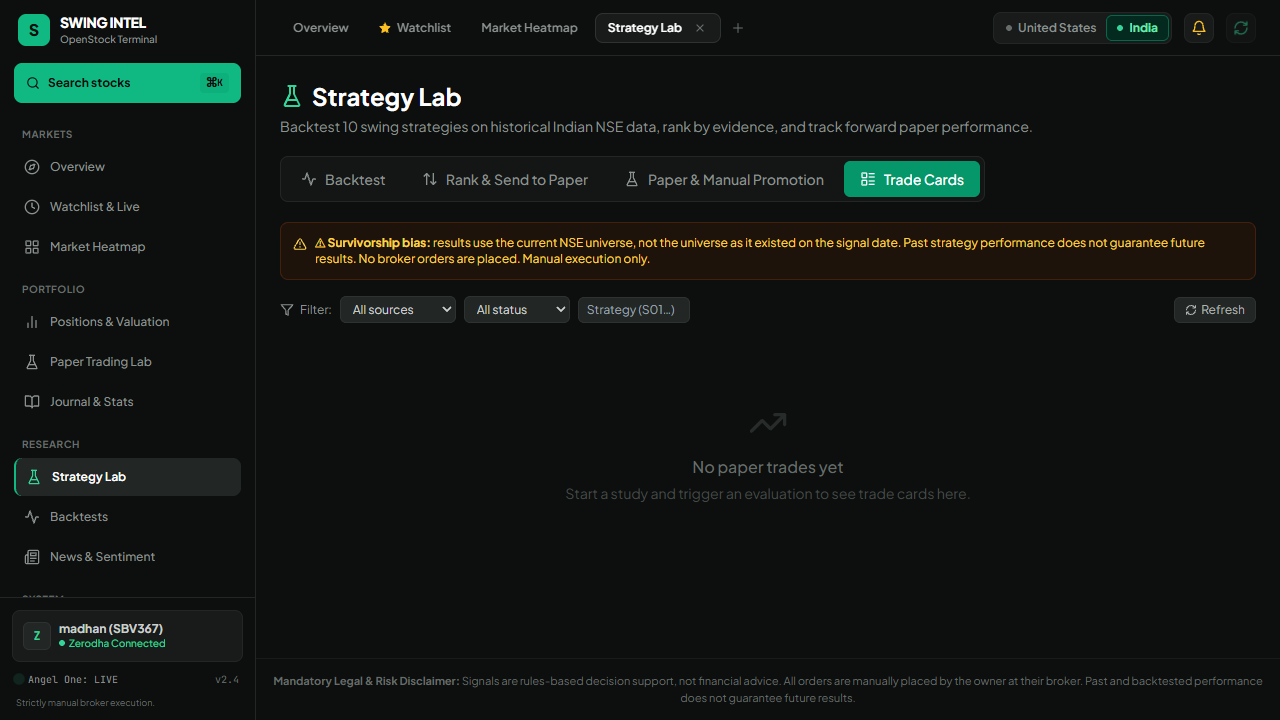 S
SWING INTEL
OpenStock Terminal
Search stocks
⌘K
MARKETS
Overview
Watchlist & Live
Market Heatmap
PORTFOLIO
Positions & Valuation
Paper Trading Lab
Journal & Stats
RESEARCH
Strategy Lab
Backtests
News & Sentiment
Z
madhan (SBV367)
Zerodha Connected
Angel One: LIVE
v2.4
Strictly manual broker execution.
Overview
Watchlist
Market Heatmap
Strategy Lab
United States
India
Strategy Lab
Backtest 10 swing strategies on historical Indian NSE data, rank by evidence, and track forward paper performance.
Backtest
Rank & Send to Paper
Paper & Manual Promotion
Trade Cards
⚠ Survivorship bias: results use the current NSE universe, not the universe as it existed on the signal date. Past strategy performance does not guarantee future
results. No broker orders are placed. Manual execution only.
Filter:
All sources
All status
Strategy (S01…)
Refresh
No paper trades yet
Start a study and trigger an evaluation to see trade cards here.
Mandatory Legal & Risk Disclaimer: Signals are rules-based decision support, not financial advice. All orders are manually placed by the owner at their broker. Past and backtested performance
does not guarantee future results.